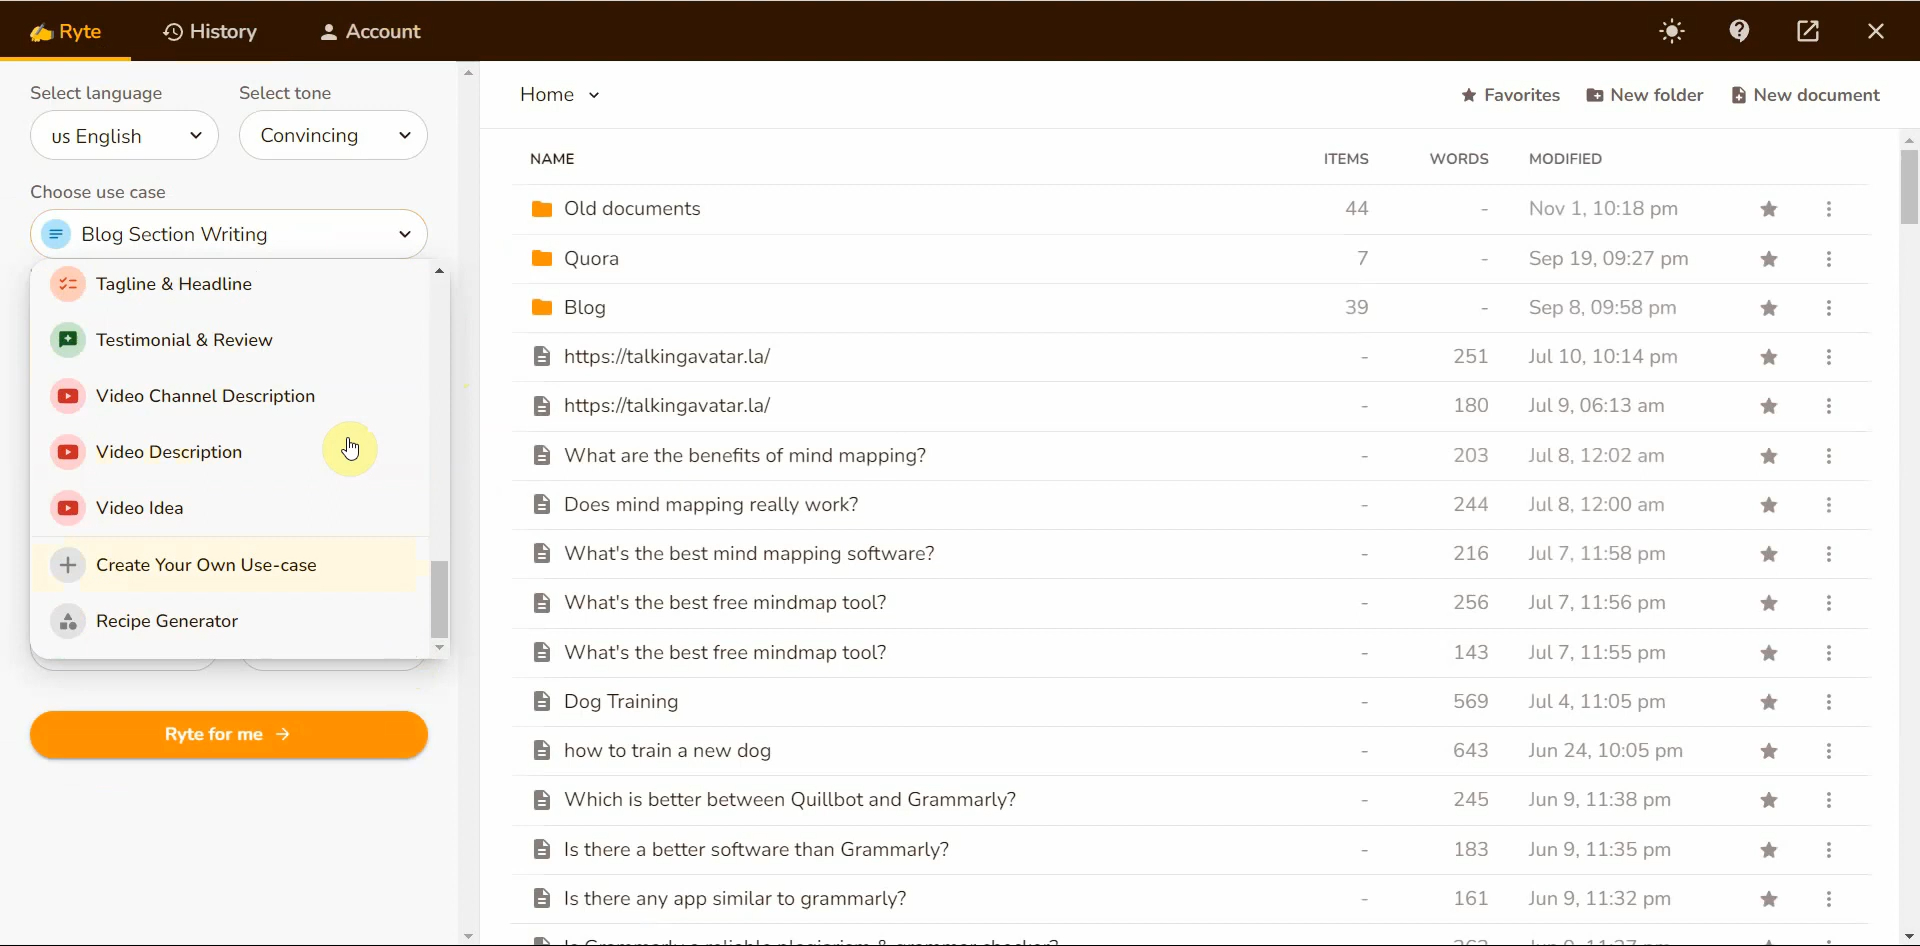 Ryte
History
Account
Select language
Select tone
us English
Convincing
Choose use case
Blog Section Writing
Tagline & Headline
Testimonial & Review
Video Channel Description
Video Description
Video Idea
Create Your Own Use-case
Recipe Generator
Ryte for me →
Home
Favorites
New folder
New document
NAME ITEMS WORDS MODIFIED
Old documents 44 - Nov 1, 10:18 pm
Quora 7 - Sep 19, 09:27 pm
Blog 39 - Sep 8, 09:58 pm
https://talkingavatar.la/ - 251 Jul 10, 10:14 pm
https://talkingavatar.la/ - 180 Jul 9, 06:13 am
What are the benefits of mind mapping? - 203 Jul 8, 12:02 am
Does mind mapping really work? - 244 Jul 8, 12:00 am
What's the best mind mapping software? - 216 Jul 7, 11:58 pm
What's the best free mindmap tool? - 256 Jul 7, 11:56 pm
What's the best free mindmap tool? - 143 Jul 7, 11:55 pm
Dog Training - 569 Jul 4, 11:05 pm
how to train a new dog - 643 Jun 24, 10:05 pm
Which is better between Quillbot and Grammarly? - 245 Jun 9, 11:38 pm
Is there a better software than Grammarly? - 183 Jun 9, 11:35 pm
Is there any app similar to grammarly? - 161 Jun 9, 11:32 pm